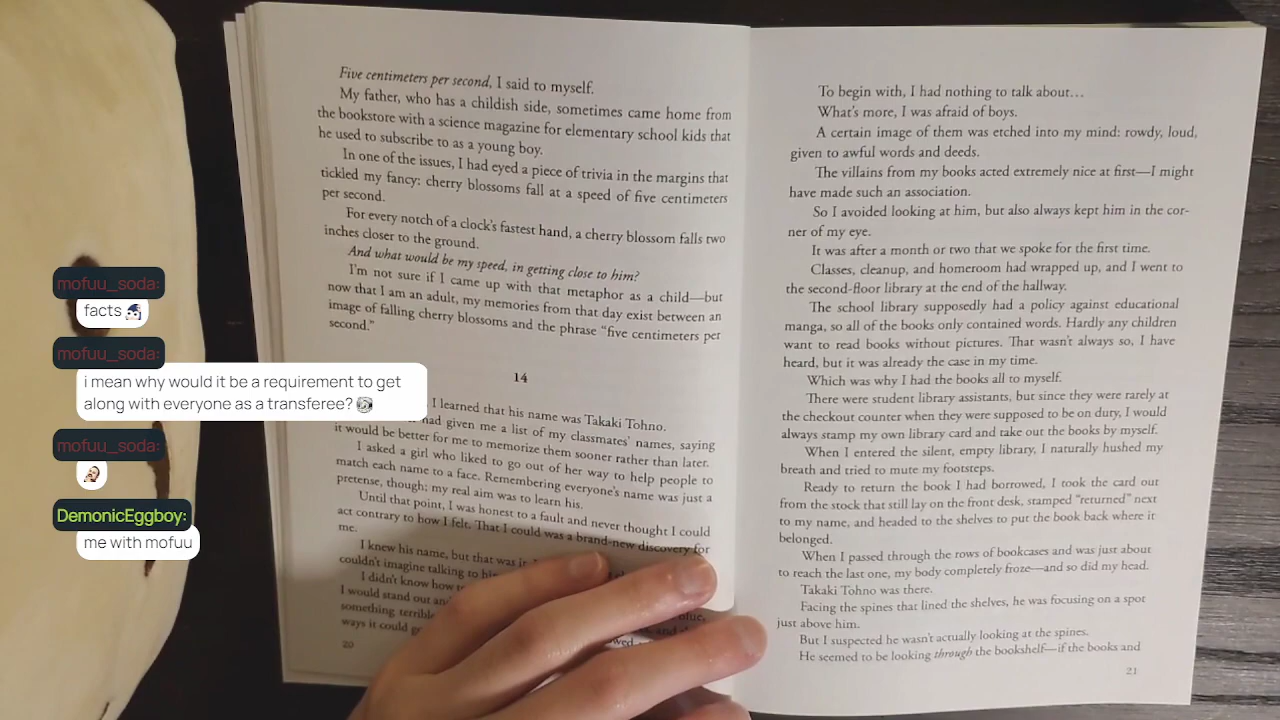 mofuu_soda:
facts
mofuu_soda:
i mean why would it be a requirement to get
along with everyone as a transferee?
mofuu_soda:
DemonicEggboy:
me with mofuu
Five centimeters per second, I said to myself.
My father, who has a childish side, sometimes came home from
the bookstore with a science magazine for elementary school kids that
he used to subscribe to as a young boy.
In one of the issues, I had eyed a piece of trivia in the margins that
tickled my fancy: cherry blossoms fall at a speed of five centimeters
per second.
For every notch of a clock's fastest hand, a cherry blossom falls two
inches closer to the ground.
And what would be my speed, in getting close to him?
I'm not sure if I came up with that metaphor as a child—but
now that I am an adult, my memories from that day exist between an
image of falling cherry blossoms and the phrase "five centimeters per
second."
14
I learned that his name was Takaki Tohno.
had given me a list of my classmates' names, saying
it would be better for me to memorize them sooner rather than later.
I asked a girl who liked to go out of her way to help people to
match each name to a face. Remembering everyone's name was just a
pretense, though; my real aim was to learn his.
Until that point, I was honest to a fault and never thought I could
act contrary to how I felt. That I could was a brand-new discovery for
me.
I knew his name, but that was
couldn't imagine talking to
I didn't know how
I would stand out
something terrible
ways it could
20
To begin with, I had nothing to talk about…
What's more, I was afraid of boys.
A certain image of them was etched into my mind: rowdy, loud,
given to awful words and deeds.
The villains from my books acted extremely nice at first—I might
have made such an association.
So I avoided looking at him, but also always kept him in the cor-
ner of my eye.
It was after a month or two that we spoke for the first time.
Classes, cleanup, and homeroom had wrapped up, and I went to
the second-floor library at the end of the hallway.
The school library supposedly had a policy against educational
manga, so all of the books only contained words. Hardly any children
want to read books without pictures. That wasn't always so, I have
heard, but it was already the case in my time.
Which was why I had the books all to myself.
There were student library assistants, but since they were rarely at
the checkout counter when they were supposed to be on duty, I would
always stamp my own library card and take out the books by myself.
When I entered the silent, empty library, I naturally hushed my
breath and tried to mute my footsteps.
Ready to return the book I had borrowed, I took the card out
from the stock that still lay on the front desk, stamped "returned" next
to my name, and headed to the shelves to put the book back where it
belonged.
When I passed through the rows of bookcases and was just about
to reach the last one, my body completely froze—and so did my head.
Takaki Tohno was there.
Facing the spines that lined the shelves, he was focusing on a spot
just above him.
But I suspected he wasn't actually looking at the spines.
He seemed to be looking through the bookshelf—if the books and
21